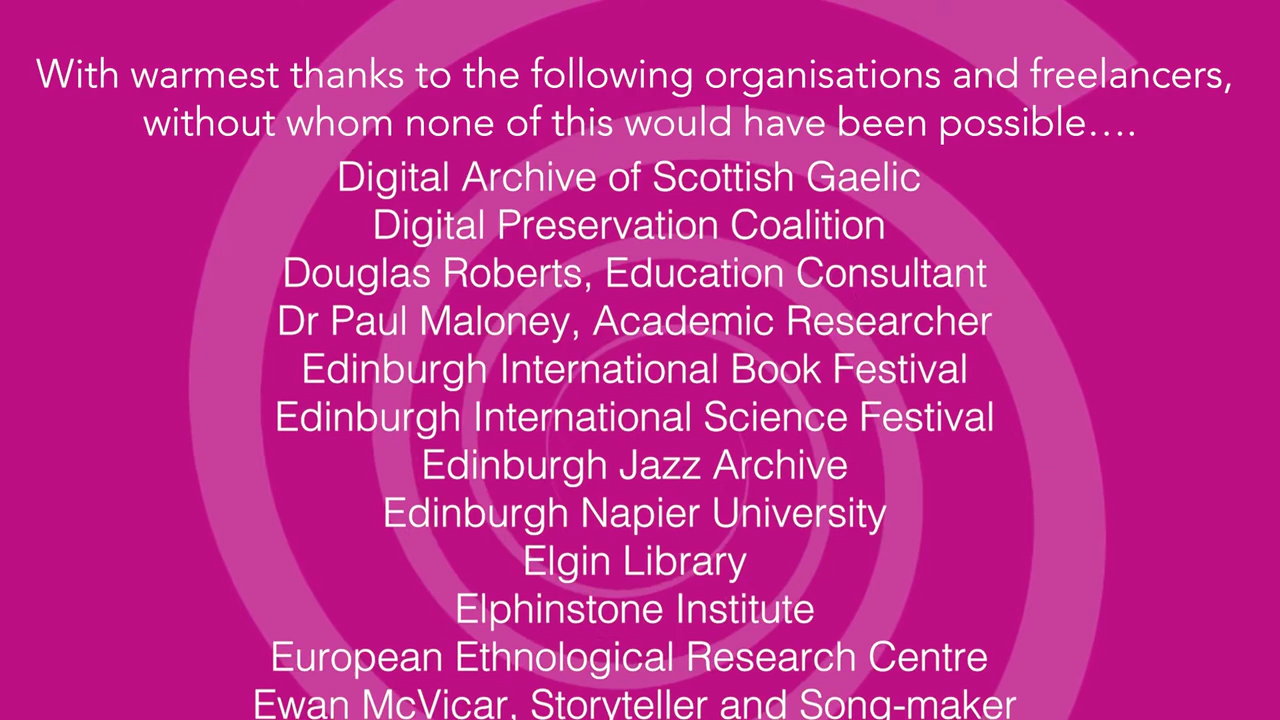 With warmest thanks to the following organisations and freelancers,
without whom none of this would have been possible....
Digital Archive of Scottish Gaelic
Digital Preservation Coalition
Douglas Roberts, Education Consultant
Dr Paul Maloney, Academic Researcher
Edinburgh International Book Festival
Edinburgh International Science Festival
Edinburgh Jazz Archive
Edinburgh Napier University
Elgin Library
Elphinstone Institute
European Ethnological Research Centre
Ewan McVicar, Storyteller and Song-maker